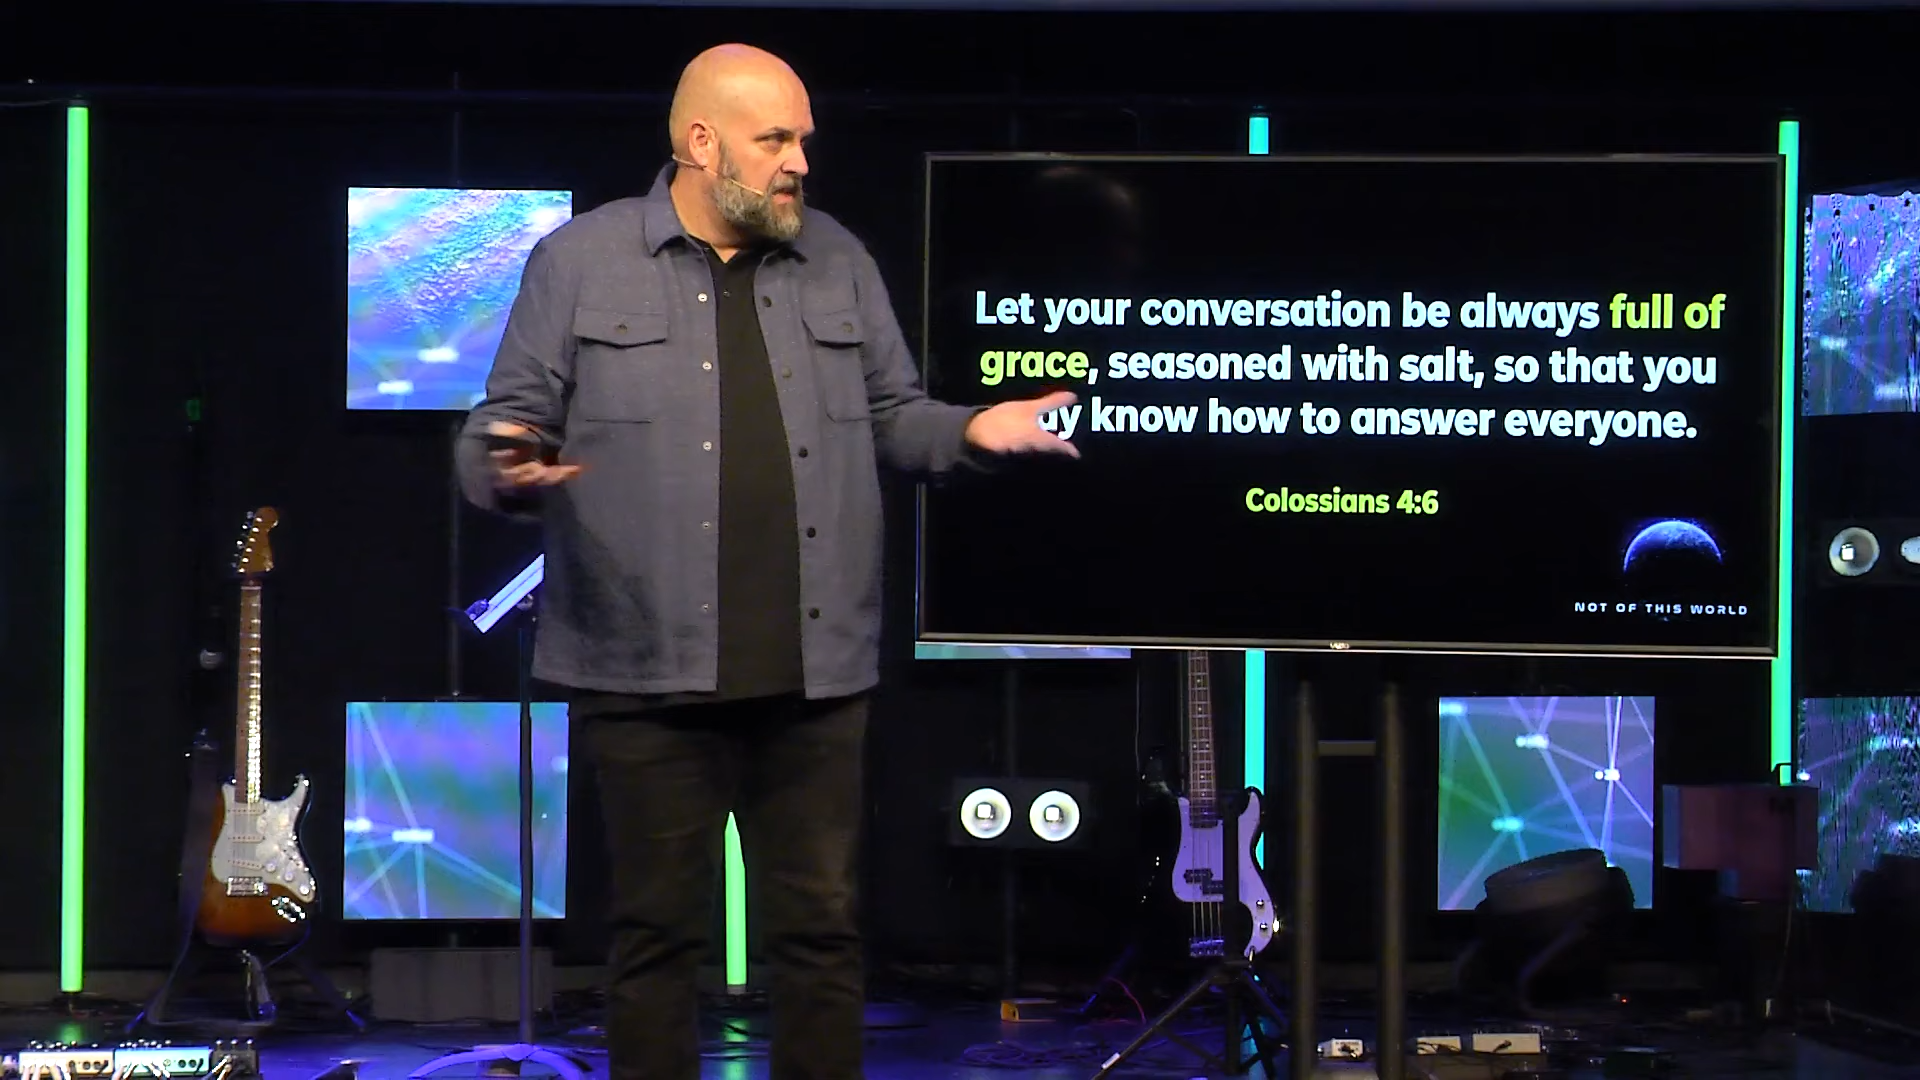 Let your conversation be always full of
grace, seasoned with salt, so that you
know how to answer everyone.
Colossians 4:6
NOT OF THIS WORLD